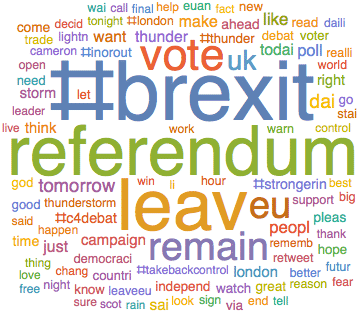 wai call final help euan fact new
come decid tonight ##london make ahead like read daili
trade lightn want thunder ##thunder debat voter
cameron ##inorout vote uk todai poll realli world
open need storm leader let ##brexit dai go right stai
live think work warn control
referendum
god tomorrow win li hour ##strongerin best
good thunderstorm leav eu support big
said ##c4debat peopl pleas
time happen just campaign remain rememb thank
thing democraci retweet hope
love chang countri ##takebackcontrol london better futur
free night know leaveeu independ watch great reason fear
sure scot rain sai look sign via end tell